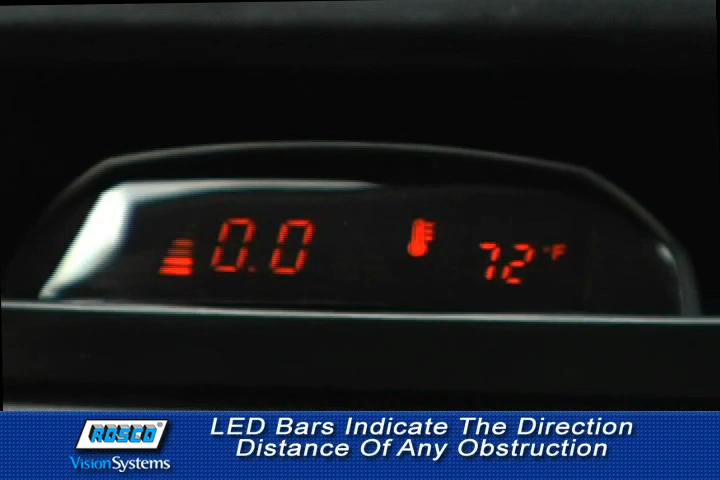 0.0
72 °F
ROSCO®
VisionSystems
LED Bars Indicate The Direction
Distance Of Any Obstruction